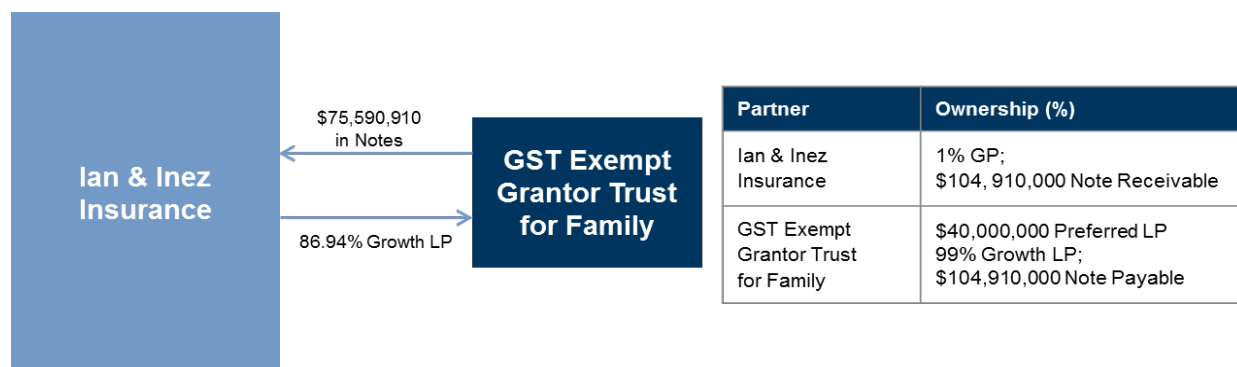 Ian & Inez
Insurance
$75,590,910
in Notes
86.94% Growth LP
GST Exempt
Grantor Trust
for Family
Partner
Ownership (%)
Ian & Inez
Insurance
1% GP;
$104, 910,000 Note Receivable
GST Exempt
Grantor Trust
for Family
$40,000,000 Preferred LP
99% Growth LP;
$104,910,000 Note Payable